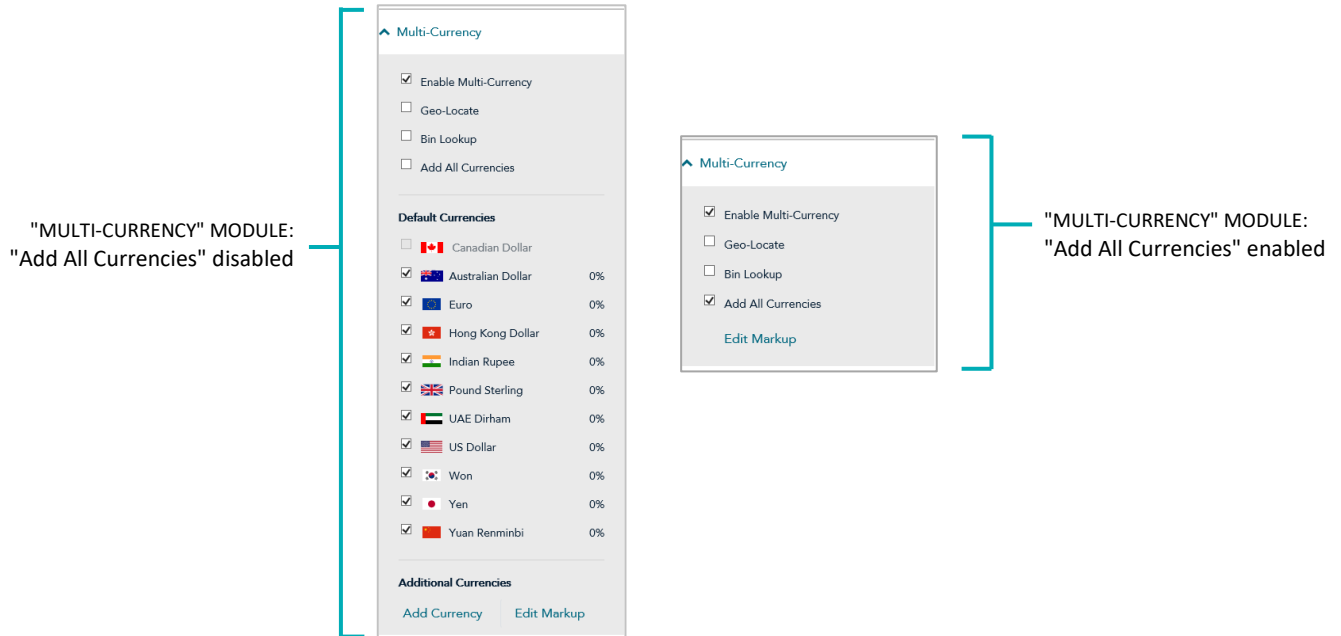 "MULTI-CURRENCY" MODULE:
"Add All Currencies" disabled
Multi-Currency
Enable Multi-Currency
Geo-Locate
Bin Lookup
Add All Currencies
Default Currencies
Canadian Dollar
Australian Dollar 0%
Euro 0%
Hong Kong Dollar 0%
Indian Rupee 0%
Pound Sterling 0%
UAE Dirham 0%
US Dollar 0%
Won 0%
Yen 0%
Yuan Renminbi 0%
Additional Currencies
Add Currency Edit Markup
Multi-Currency
Enable Multi-Currency
Geo-Locate
Bin Lookup
Add All Currencies
Edit Markup
"MULTI-CURRENCY" MODULE:
"Add All Currencies" enabled